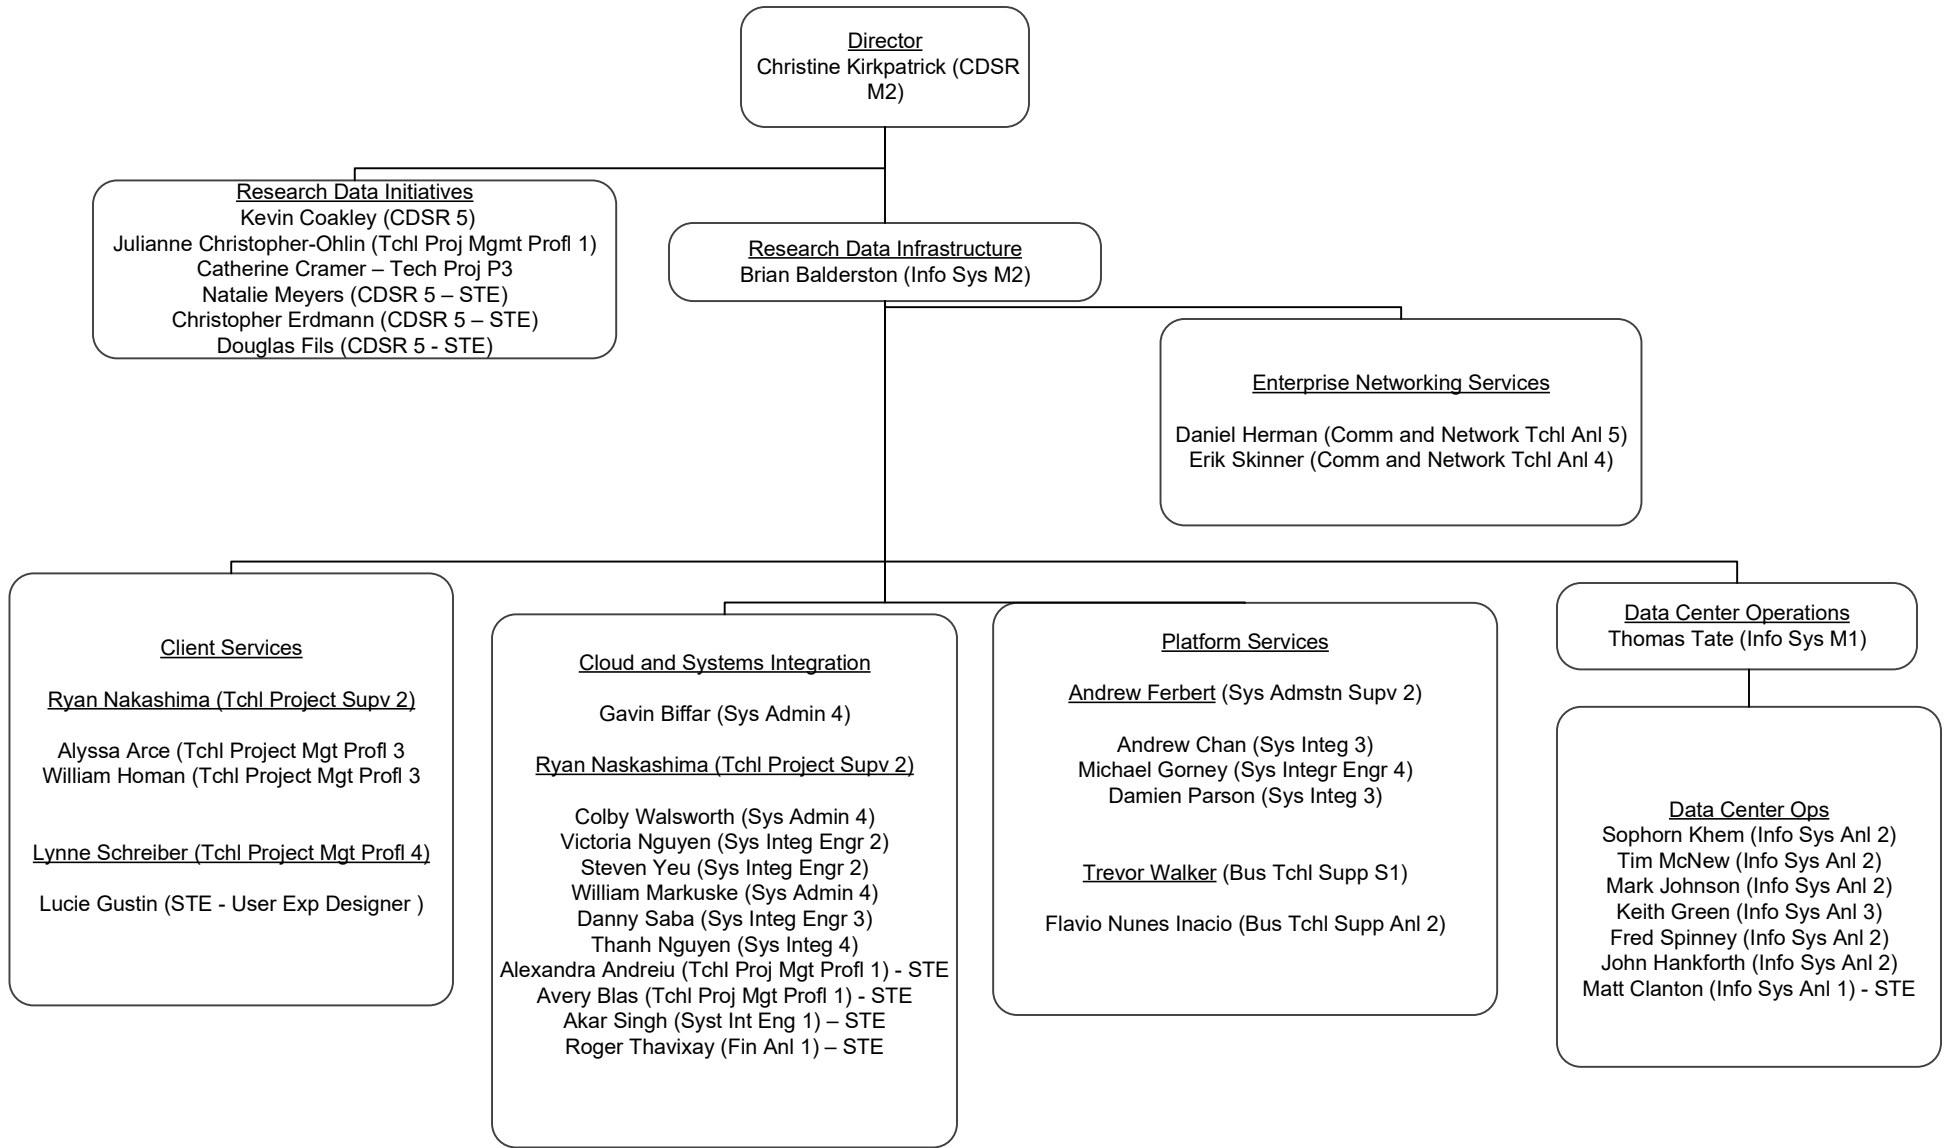 Director
Christine Kirkpatrick (CDSR
M2)
Research Data Initiatives
Kevin Coakley (CDSR 5)
Julianne Christopher-Ohlin (Tchl Proj Mgmt Profl 1)
Catherine Cramer – Tech Proj P3
Natalie Meyers (CDSR 5 – STE)
Christopher Erdmann (CDSR 5 – STE)
Douglas Fils (CDSR 5 - STE)
Research Data Infrastructure
Brian Balderston (Info Sys M2)
Enterprise Networking Services
Daniel Herman (Comm and Network Tchl Anl 5)
Erik Skinner (Comm and Network Tchl Anl 4)
Client Services
Ryan Nakashima (Tchl Project Supv 2)
Alyssa Arce (Tchl Project Mgt Profl 3
William Homan (Tchl Project Mgt Profl 3
Lynne Schreiber (Tchl Project Mgt Profl 4)
Lucie Gustin (STE - User Exp Designer )
Cloud and Systems Integration
Gavin Biffar (Sys Admin 4)
Ryan Naskashima (Tchl Project Supv 2)
Colby Walsworth (Sys Admin 4)
Victoria Nguyen (Sys Integ Engr 2)
Steven Yeu (Sys Integ Engr 2)
William Markuske (Sys Admin 4)
Danny Saba (Sys Integ Engr 3)
Thanh Nguyen (Sys Integ 4)
Alexandra Andreiu (Tchl Proj Mgt Profl 1) - STE
Avery Blas (Tchl Proj Mgt Profl 1) - STE
Akar Singh (Syst Int Eng 1) – STE
Roger Thavixay (Fin Anl 1) – STE
Platform Services
Andrew Ferbert (Sys Admstn Supv 2)
Andrew Chan (Sys Integ 3)
Michael Gorney (Sys Integr Engr 4)
Damien Parson (Sys Integ 3)
Trevor Walker (Bus Tchl Supp S1)
Flavio Nunes Inacio (Bus Tchl Supp Anl 2)
Data Center Operations
Thomas Tate (Info Sys M1)
Data Center Ops
Sophorn Khem (Info Sys Anl 2)
Tim McNew (Info Sys Anl 2)
Mark Johnson (Info Sys Anl 2)
Keith Green (Info Sys Anl 3)
Fred Spinney (Info Sys Anl 2)
John Hankforth (Info Sys Anl 2)
Matt Clanton (Info Sys Anl 1) - STE